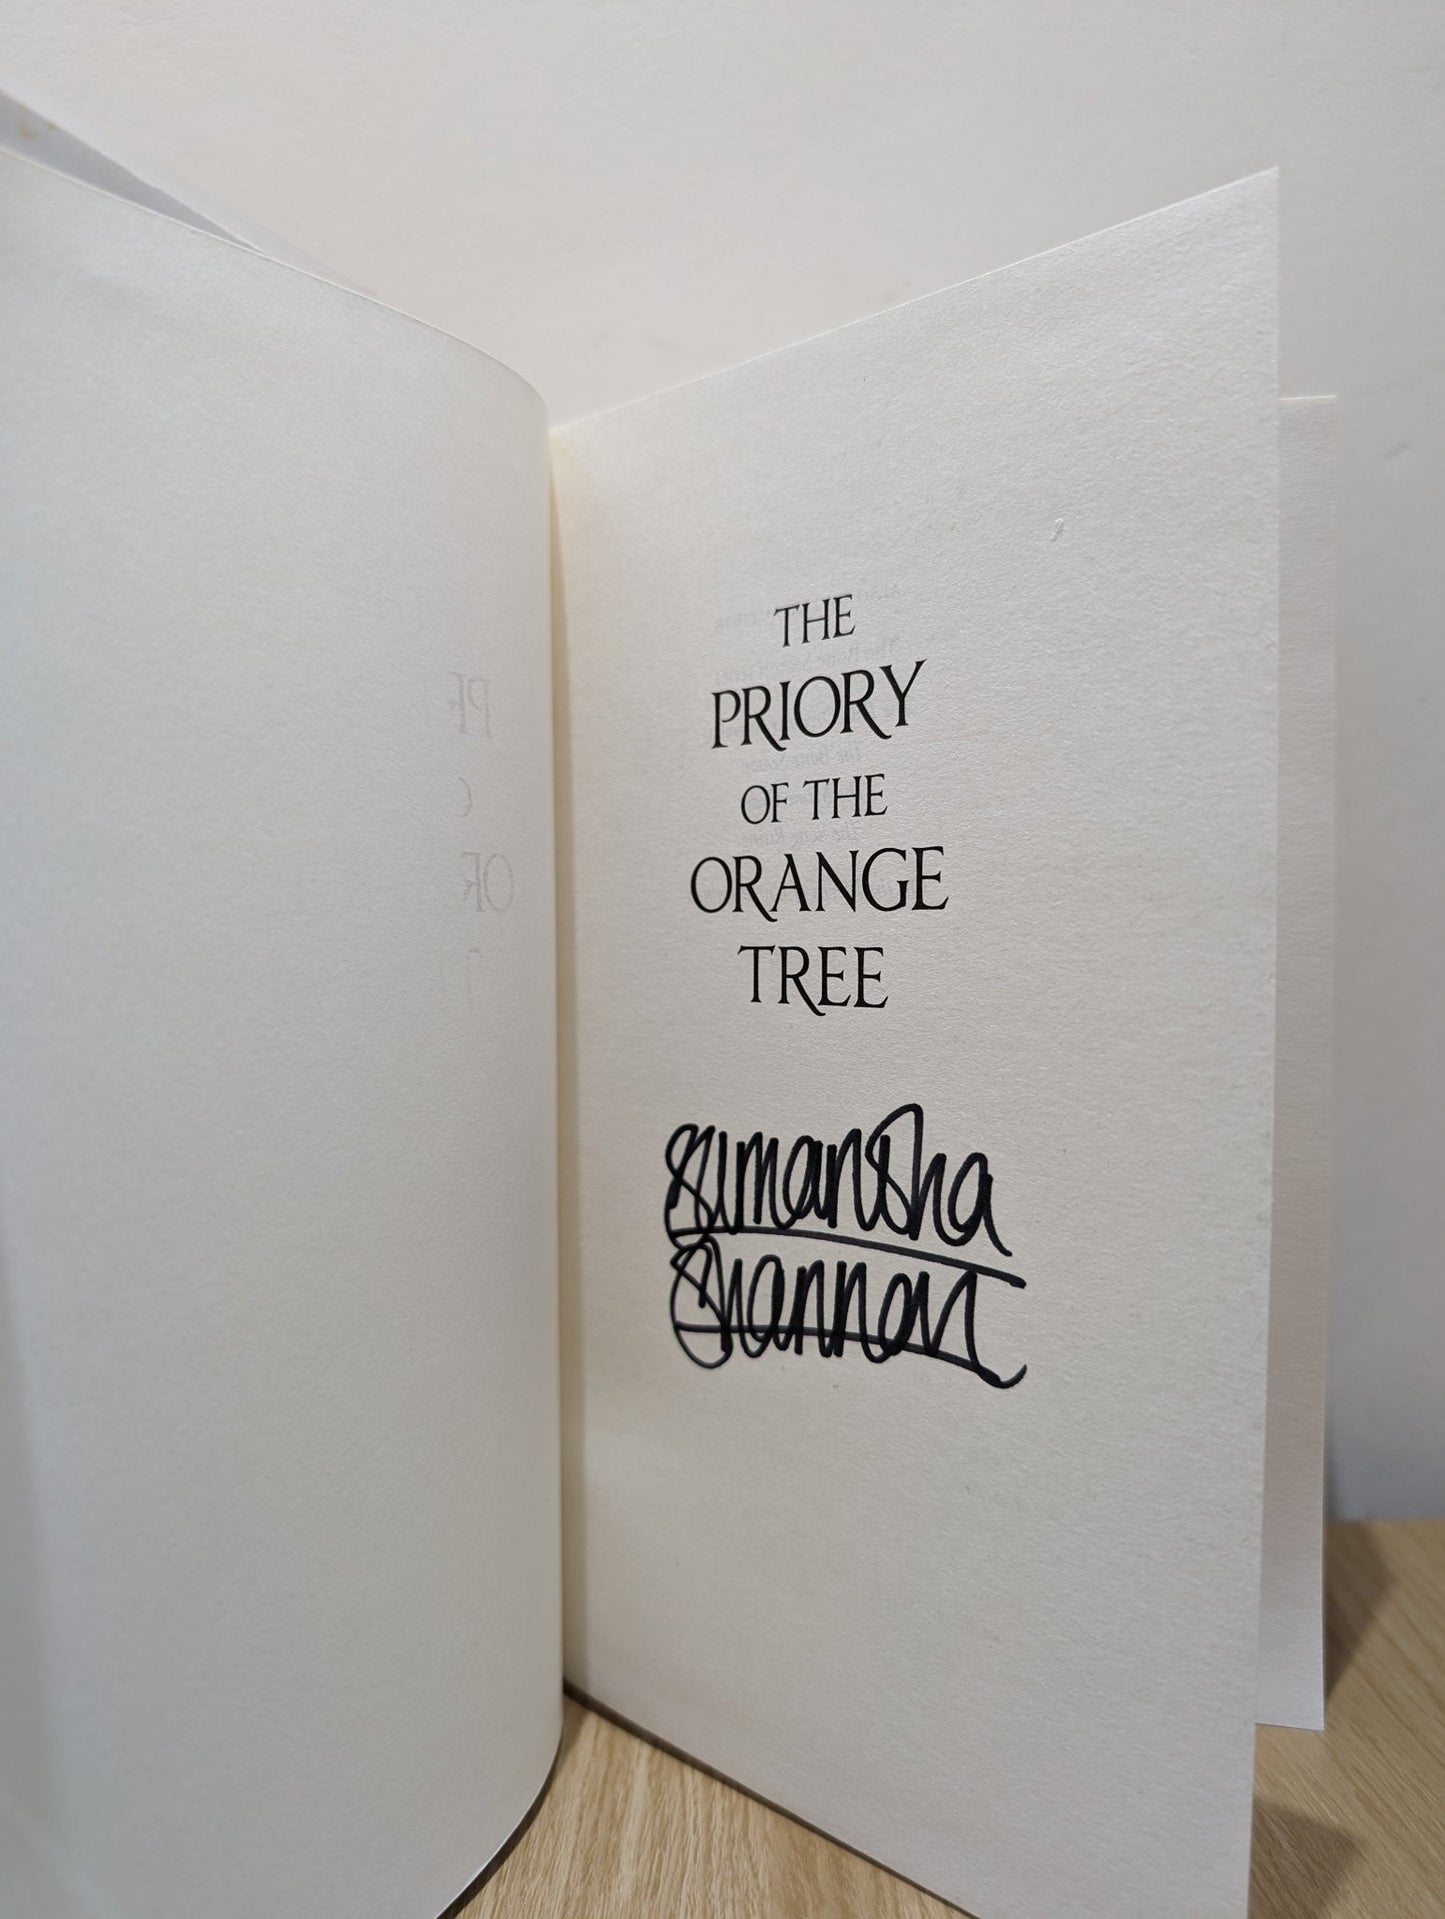 THE
PRIORY
OF THE
ORANGE
TREE
Samantha
Shannon